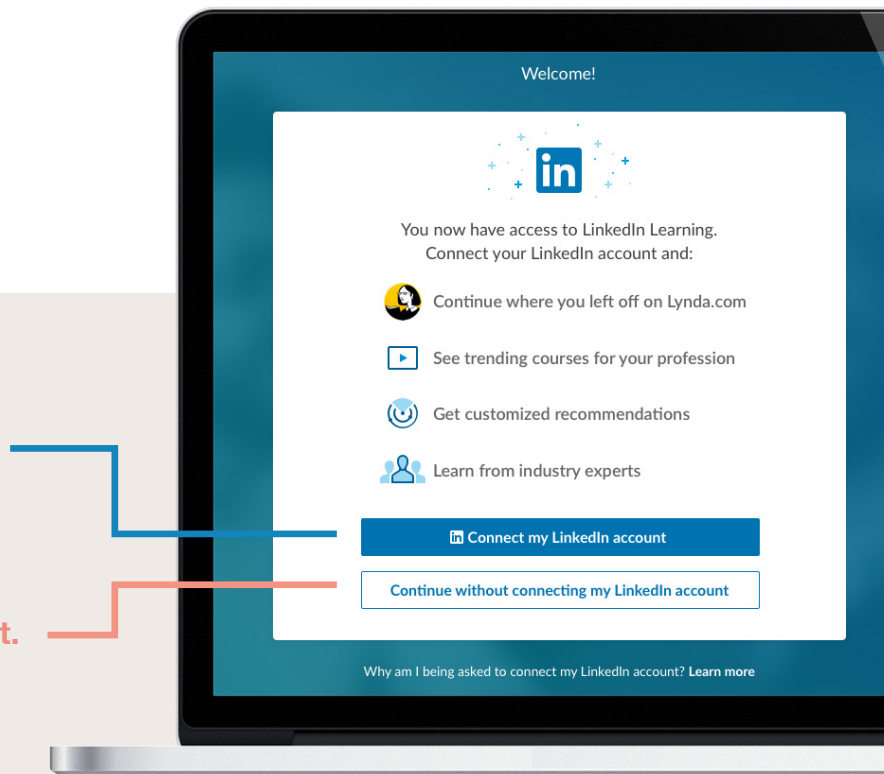 Welcome!
in
You now have access to LinkedIn Learning.
Connect your LinkedIn account and:
Continue where you left off on Lynda.com
See trending courses for your profession
Get customized recommendations
Learn from industry experts
in Connect my LinkedIn account
Continue without connecting my LinkedIn account
t.
Why am I being asked to connect my LinkedIn account? Learn more